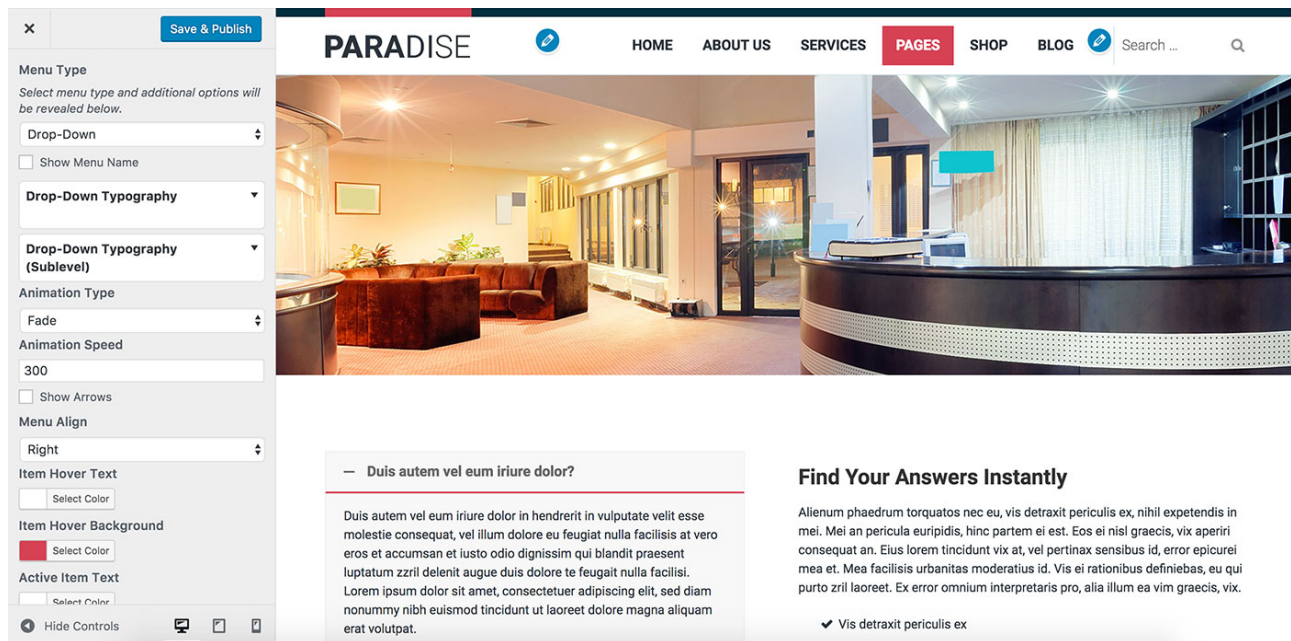 Save & Publish
Menu Type
Select menu type and additional options will
be revealed below.
Drop-Down
Show Menu Name
Drop-Down Typography
Drop-Down Typography
(Sublevel)
Animation Type
Fade
Animation Speed
300
Show Arrows
Menu Align
Right
Item Hover Text
Select Color
Item Hover Background
Select Color
Active Item Text
Select Color
Hide Controls
PARADISE
HOME ABOUT US SERVICES PAGES SHOP BLOG Search ...
Duis autem vel eum iriure dolor?
Duis autem vel eum iriure dolor in hendrerit in vulputate velit esse
molestie consequat, vel illum dolore eu feugiat nulla facilisis at vero
eros et accumsan et iusto odio dignissim qui blandit praesent
luptatum zzril delenit augue duis dolore te feugait nulla facilisi.
Lorem ipsum dolor sit amet, consectetuer adipiscing elit, sed diam
nonummy nibh euismod tincidunt ut laoreet dolore magna aliquam
erat volutpat.
Find Your Answers Instantly
Alienum phaedrum torquatos nec eu, vis detraxit periculis ex, nihil expetendis in
mei. Mei an pericula euripidis, hinc partem ei est. Eos ei nisl graecis, vix aperiri
consequat an. Eius lorem tincidunt vix at, vel pertinax sensibus id, error epicurei
mea et. Mea facilisis urbanitas moderatius id. Vis ei rationibus definiebas, eu qui
purto zril laoreet. Ex error omnium interpretaris pro, alia illum ea vim graecis, vix.
Vis detraxit periculis ex